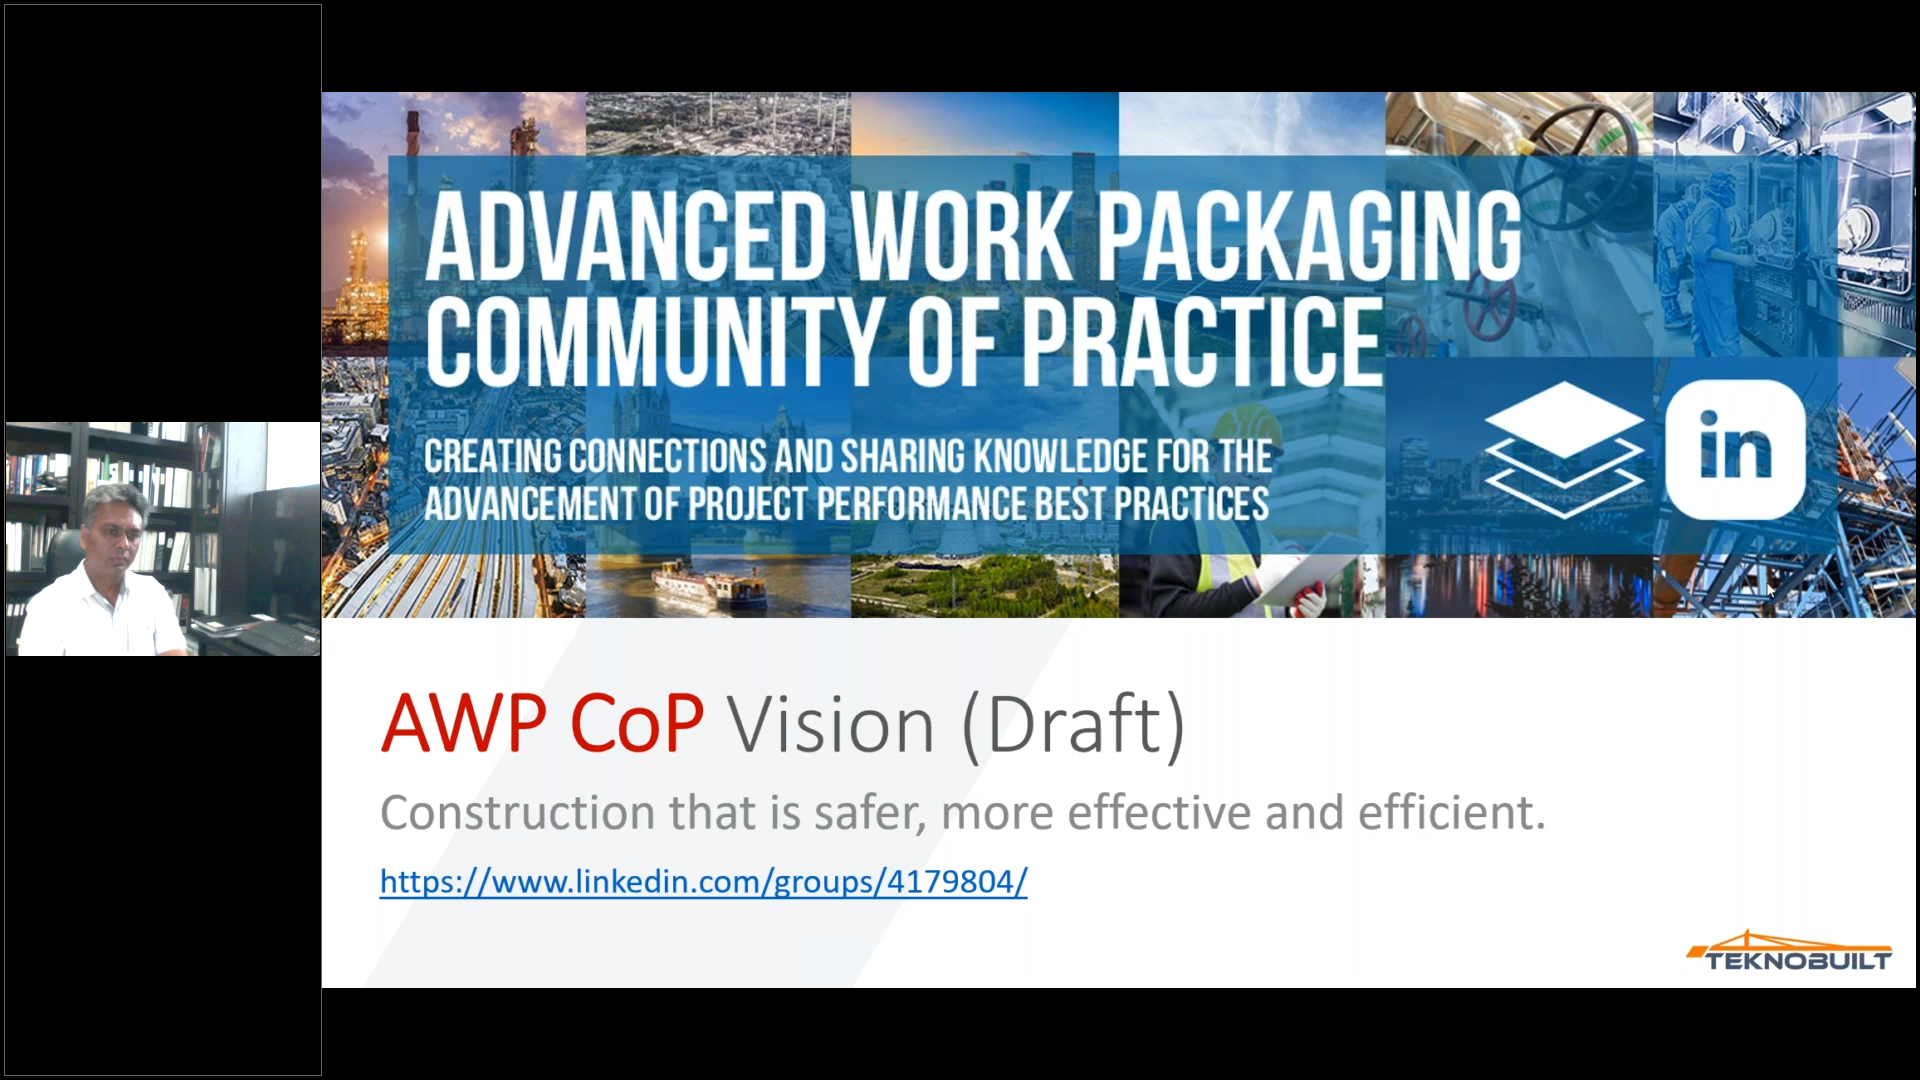 ADVANCED WORK PACKAGING
COMMUNITY OF PRACTICE
CREATING CONNECTIONS AND SHARING KNOWLEDGE FOR THE
ADVANCEMENT OF PROJECT PERFORMANCE BEST PRACTICES
in
AWP CoP Vision (Draft)
Construction that is safer, more effective and efficient.
https://www.linkedin.com/groups/4179804/
TEKNOBUILT